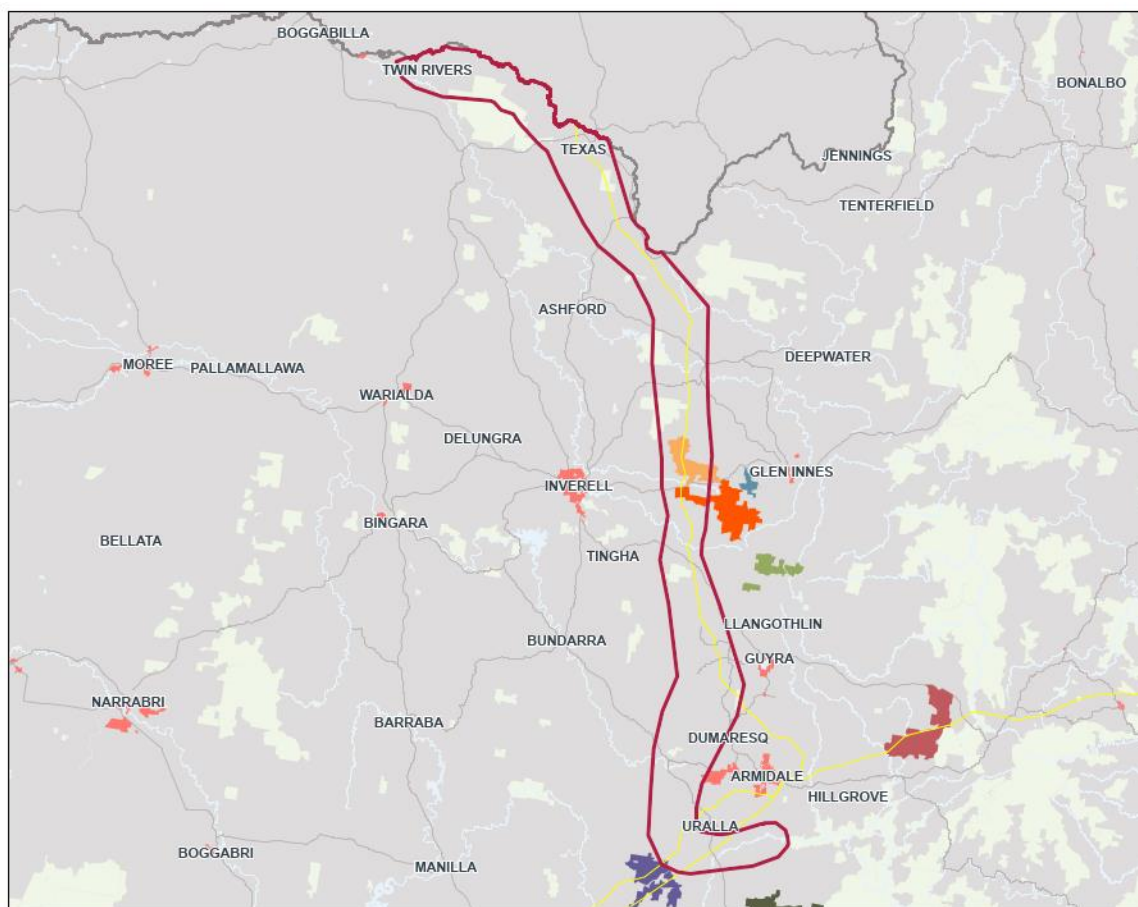 BOGGABILLA
TWIN RIVERS
BONALBO
TEXAS
JENNINGS
TENTERFIELD
ASHFORD
DEEPWATER
MOREE
PALLAMALLAWA
WARIALDA
DELUNGRA
GLEN INNES
INVERELL
BINGARA
BELLATA
TINGHA
LLANGOTHLIN
BUNDARRA
GUYRA
NARRABRI
BARRABA
DUMARESQ
ARMIDALE
HILLGROVE
URALLA
BOGGABRI
MANILLA